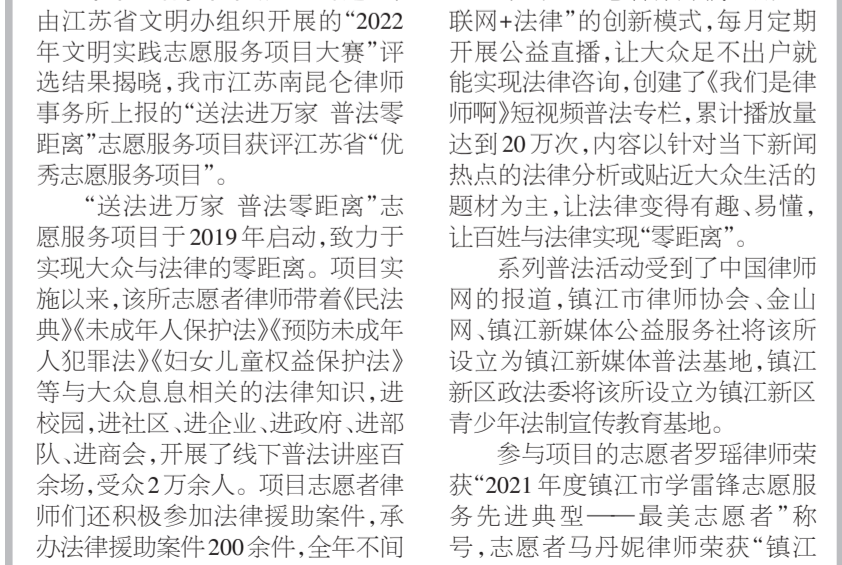 由江苏省文明办组织开展的“2022
年文明实践志愿服务项目大赛”评
选结果揭晓，我市江苏南昆仑律师
事务所上报的“送法进万家 普法零
距离”志愿服务项目获评江苏省“优
秀志愿服务项目”。
“送法进万家 普法零距离”志
愿服务项目于2019年启动，致力于
实现大众与法律的零距离。项目实
施以来，该所志愿者律师带着《民法
典》《未成年人保护法》《预防未成年
人犯罪法》《妇女儿童权益保护法》
等与大众息息相关的法律知识，进
校园，进社区、进企业、进政府、进部
队、进商会，开展了线下普法讲座百
余场，受众2万余人。项目志愿者律
师们还积极参加法律援助案件，承
办法律援助案件200余件，全年不间
联网+法律”的创新模式，每月定期
开展公益直播，让大众足不出户就
能实现法律咨询，创建了《我们是律
师啊》短视频普法专栏，累计播放量
达到20万次，内容以针对当下新闻
热点的法律分析或贴近大众生活的
题材为主，让法律变得有趣、易懂，
让百姓与法律实现“零距离”。
系列普法活动受到了中国律师
网的报道，镇江市律师协会、金山
网、镇江新媒体公益服务社将该所
设立为镇江新媒体普法基地，镇江
新区政法委将该所设立为镇江新区
青少年法制宣传教育基地。
参与项目的志愿者罗瑶律师荣
获“2021年度镇江市学雷锋志愿服
务先进典型——最美志愿者”称
号，志愿者马丹妮律师荣获“镇江